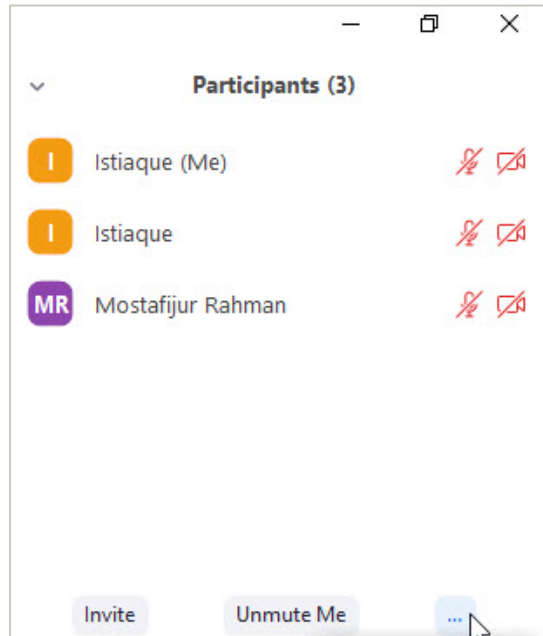 Participants (3)
I Istiaque (Me)
I Istiaque
MR Mostafijur Rahman
Invite Unmute Me ...